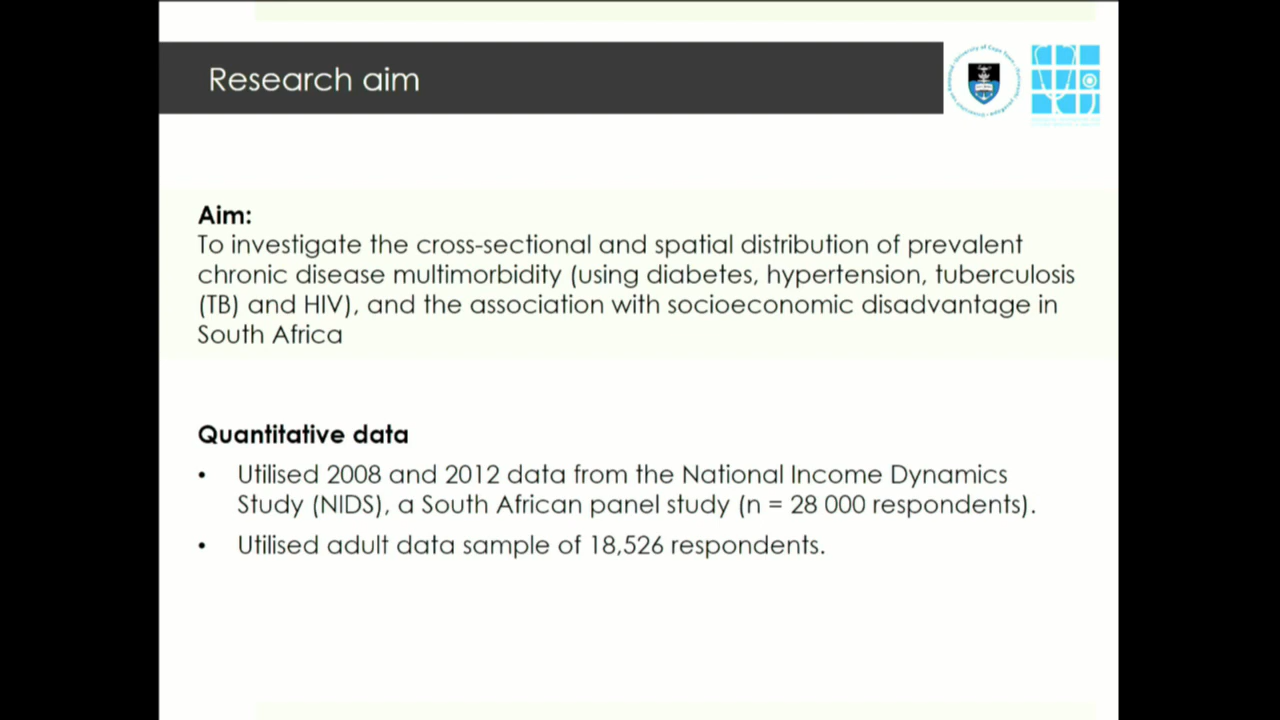 Research aim
Aim:
To investigate the cross-sectional and spatial distribution of prevalent
chronic disease multimorbidity (using diabetes, hypertension, tuberculosis
(TB) and HIV), and the association with socioeconomic disadvantage in
South Africa
Quantitative data
• Utilised 2008 and 2012 data from the National Income Dynamics
Study (NIDS), a South African panel study (n = 28 000 respondents).
• Utilised adult data sample of 18,526 respondents.